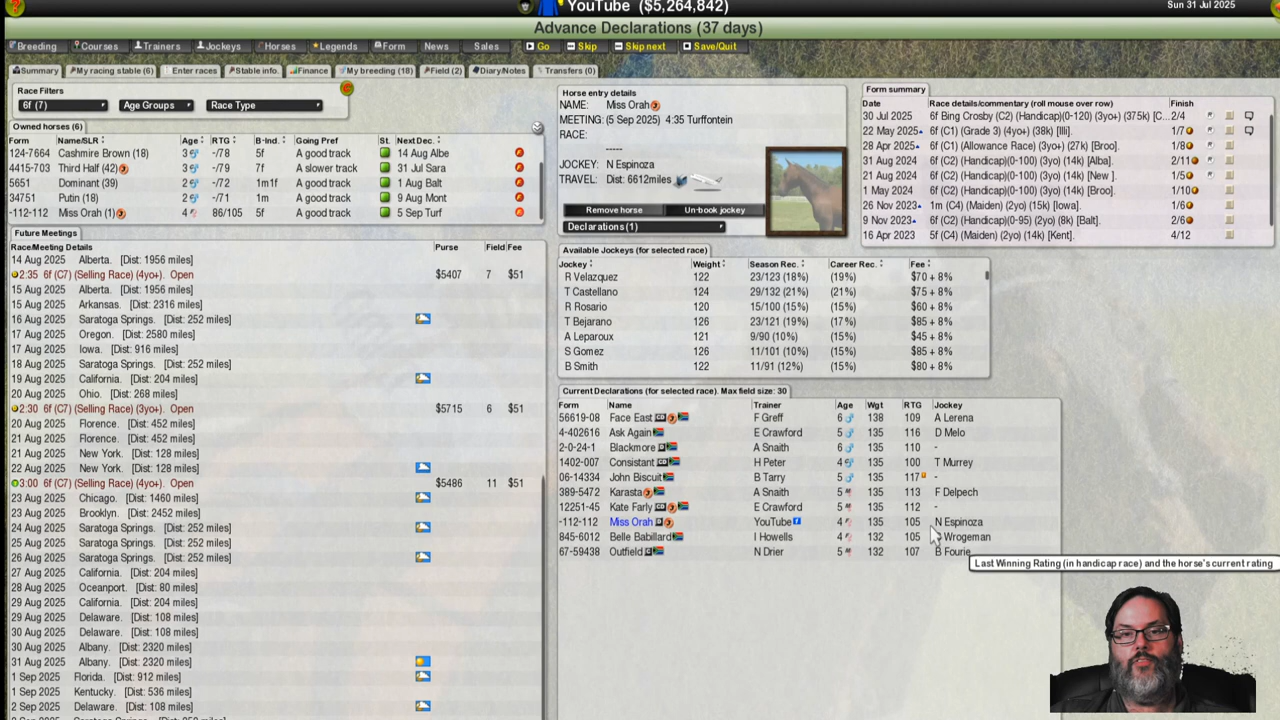 YouTube ($5,264,842)
Sun 31 Jul 2025
Advance Declarations (37 days)
Breeding Courses Trainers Jockeys Horses Legends Form News Sales Go Skip Skip next Save/Quit
Summary My racing stable (6) Enter races Stable info. Finance My breeding (18) Field (2) Diary/Notes Transfers (0)
Race Filters
6f (7) Age Groups Race Type
Owned horses (6)
Form Name/SLR Age RTG B-Ind. Going Pref St. Next Dec.
124-7664 Cashmere Brown (18) 3 -/78 5f A good track 14 Aug Albe
4415-703 Third Half (42) 3 -/79 7f A slower track 31 Jul Sara
5651 Dominant (39) 2 -/72 1m1f A good track 1 Aug Balt
34751 Putin (18) 2 -/71 1m A good track 9 Aug Mont
-112-112 Miss Orah (1) 4 86/105 5f A good track 5 Sep Turf
Future Meetings
Race/Meeting Details Purse Field Fee
14 Aug 2025 Alberta. [Dist: 1956 miles]
2:35 6f (C7) (Selling Race) (4yo+). Open $5407 7 $51
15 Aug 2025 Alberta. [Dist: 1956 miles]
15 Aug 2025 Arkansas. [Dist: 2316 miles]
16 Aug 2025 Saratoga Springs. [Dist: 252 miles]
17 Aug 2025 Oregon. [Dist: 2580 miles]
17 Aug 2025 Iowa. [Dist: 916 miles]
18 Aug 2025 Saratoga Springs. [Dist: 252 miles]
19 Aug 2025 California. [Dist: 204 miles]
20 Aug 2025 Ohio. [Dist: 268 miles]
2:30 6f (C7) (Selling Race) (3yo+). Open $5715 6 $51
20 Aug 2025 Florence. [Dist: 452 miles]
21 Aug 2025 Florence. [Dist: 452 miles]
21 Aug 2025 New York. [Dist: 128 miles]
22 Aug 2025 New York. [Dist: 128 miles]
3:00 6f (C7) (Selling Race) (4yo+). Open $5486 11 $51
23 Aug 2025 Chicago. [Dist: 1460 miles]
23 Aug 2025 Brooklyn. [Dist: 2452 miles]
24 Aug 2025 Saratoga Springs. [Dist: 252 miles]
25 Aug 2025 Saratoga Springs. [Dist: 252 miles]
26 Aug 2025 Saratoga Springs. [Dist: 252 miles]
27 Aug 2025 California. [Dist: 204 miles]
28 Aug 2025 Oceanport. [Dist: 80 miles]
29 Aug 2025 California. [Dist: 204 miles]
29 Aug 2025 Delaware. [Dist: 108 miles]
30 Aug 2025 Delaware. [Dist: 108 miles]
30 Aug 2025 Albany. [Dist: 2320 miles]
31 Aug 2025 Albany. [Dist: 2320 miles]
1 Sep 2025 Florida. [Dist: 912 miles]
1 Sep 2025 Kentucky. [Dist: 536 miles]
2 Sep 2025 Delaware. [Dist: 108 miles]
Horse entry details
NAME: Miss Orah
MEETING: (5 Sep 2025) 4:35 Turffontein
RACE:
-----
JOCKEY: N Espinoza
TRAVEL: Dist: 6612miles
Remove horse Un-book jockey
Declarations (1)
Form summary
Date Race details/commentary (roll mouse over row) Finish
30 Jul 2025 6f Bing Crosby (C2) (Handicap)(0-120) (3yo+) (375k) [C... 2/4
22 May 2025 6f (C1) (Grade 3) (4yo+) (38k) [Illi]. 1/7
28 Apr 2025 6f (C1) (Allowance Race) (3yo+) (27k) [Broo]. 1/8
31 Aug 2024 6f (C2) (Handicap)(0-100) (3yo) (14k) [Alba]. 2/11
21 Aug 2024 6f (C2) (Handicap)(0-100) (3yo) (14k) [New ]. 1/5
1 May 2024 6f (C2) (Handicap)(0-100) (3yo) (14k) [Broo]. 1/10
26 Nov 2023 1m (C4) (Maiden) (2yo) (15k) [Iowa]. 1/6
9 Nov 2023 6f (C2) (Handicap)(0-95) (2yo) (8k) [Balt]. 2/6
16 Apr 2023 5f (C4) (Maiden) (2yo) (14k) [Kent]. 4/12
Available Jockeys (for selected race)
Jockey Weight Season Rec. Career Rec. Fee
R Velazquez 122 23/123 (18%) (19%) $70 + 8%
T Castellano 124 29/132 (21%) (21%) $75 + 8%
R Rosario 120 15/100 (15%) (15%) $60 + 8%
T Bejarano 126 23/121 (19%) (17%) $85 + 8%
A Leparoux 121 9/90 (10%) (15%) $45 + 8%
S Gomez 126 11/101 (10%) (15%) $85 + 8%
B Smith 122 11/91 (12%) (15%) $80 + 8%
Current Declarations (for selected race). Max field size: 30
Form Name Trainer Age Wgt RTG Jockey
56619-08 Face East F Greff 6 138 109 A Lerena
4-402616 Ask Again E Crawford 5 135 116 D Melo
2-0-24-1 Blackmore A Snaith 6 135 110 -
1402-007 Consistant H Peter 4 135 100 T Murrey
06-14334 John Biscuit B Tarry 5 135 117 -
389-5472 Karasta A Snaith 5 135 113 F Delpech
12251-45 Kate Farly E Crawford 5 135 112 -
-112-112 Miss Orah YouTube 4 135 105 N Espinoza
845-6012 Belle Babillard I Howells 4 132 105 Wrogeman
67-59438 Outfield N Drier 5 132 107 B Fourie
Last Winning Rating (in handicap race) and the horse's current rating